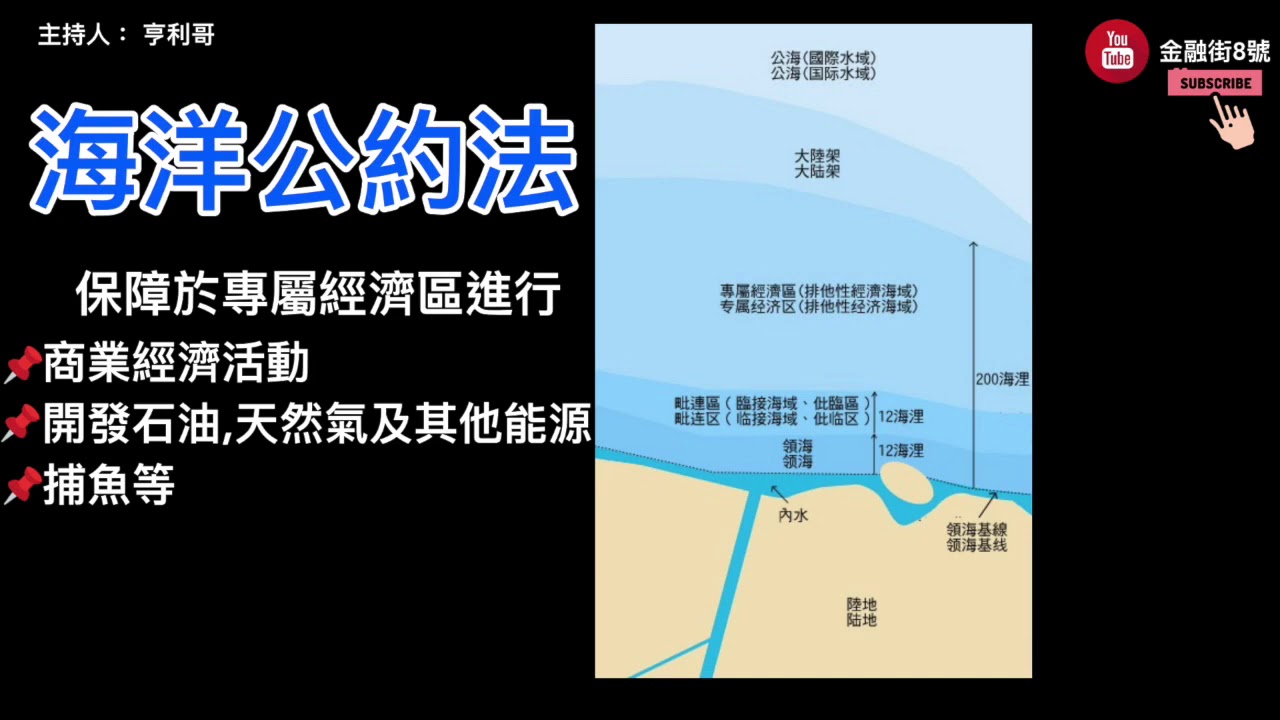 主持人： 亨利哥
You
Tube
金融街8號
SUBSCRIBE
海洋公約法
保障於專屬經濟區進行
商業經濟活動
開發石油,天然氣及其他能源
捕魚等
公海(國際水域)
公海(国际水域)
大陸架
大陆架
專屬經濟區(排他性經濟海域)
专属经济区(排他性经济海域)
200海浬
毗連區（臨接海域、仳臨區）
毗连区（临接海域、仳临区）
12海浬
領海
领海
12海浬
內水
領海基線
领海基线
陸地
陆地